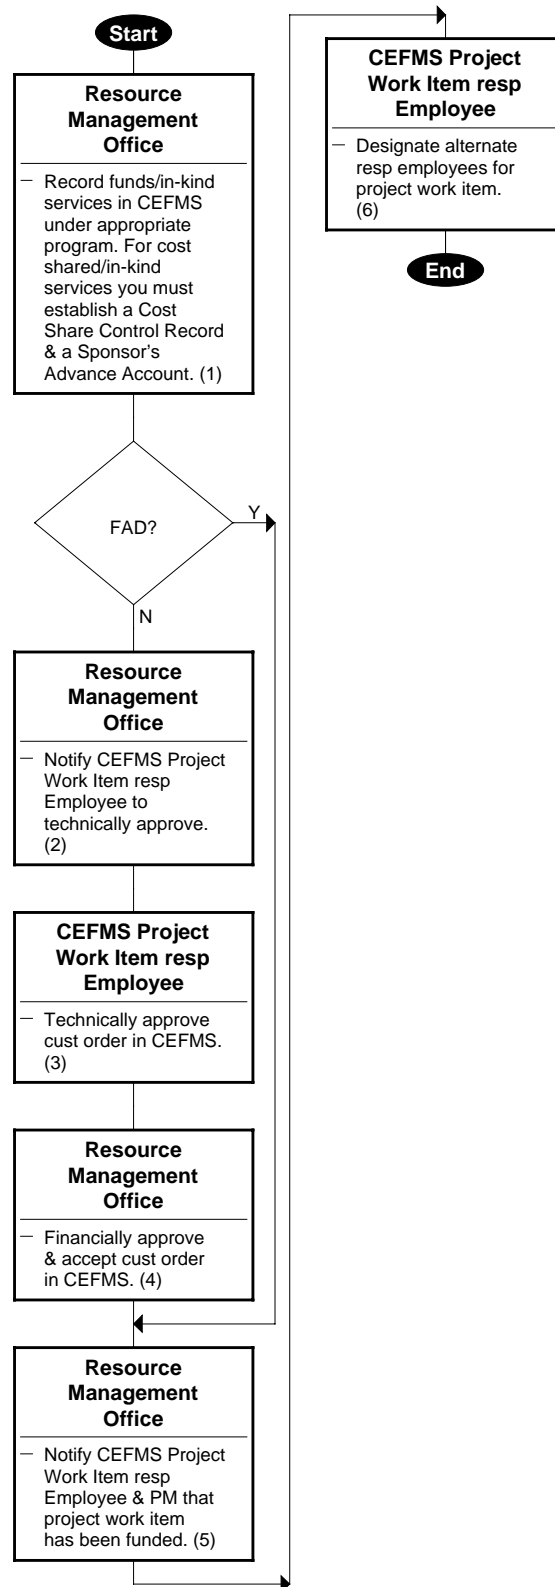 Start
Resource
Management
Office
— Record funds/in-kind
services in CEFMS
under appropriate
program. For cost
shared/in-kind
services you must
establish a Cost
Share Control Record
& a Sponsor's
Advance Account. (1)
FAD?
Y
N
Resource
Management
Office
— Notify CEFMS Project
Work Item resp
Employee to
technically approve.
(2)
CEFMS Project
Work Item resp
Employee
— Technically approve
cust order in CEFMS.
(3)
Resource
Management
Office
— Financially approve
& accept cust order
in CEFMS. (4)
Resource
Management
Office
— Notify CEFMS Project
Work Item resp
Employee & PM that
project work item
has been funded. (5)
CEFMS Project
Work Item resp
Employee
— Designate alternate
resp employees for
project work item.
(6)
End